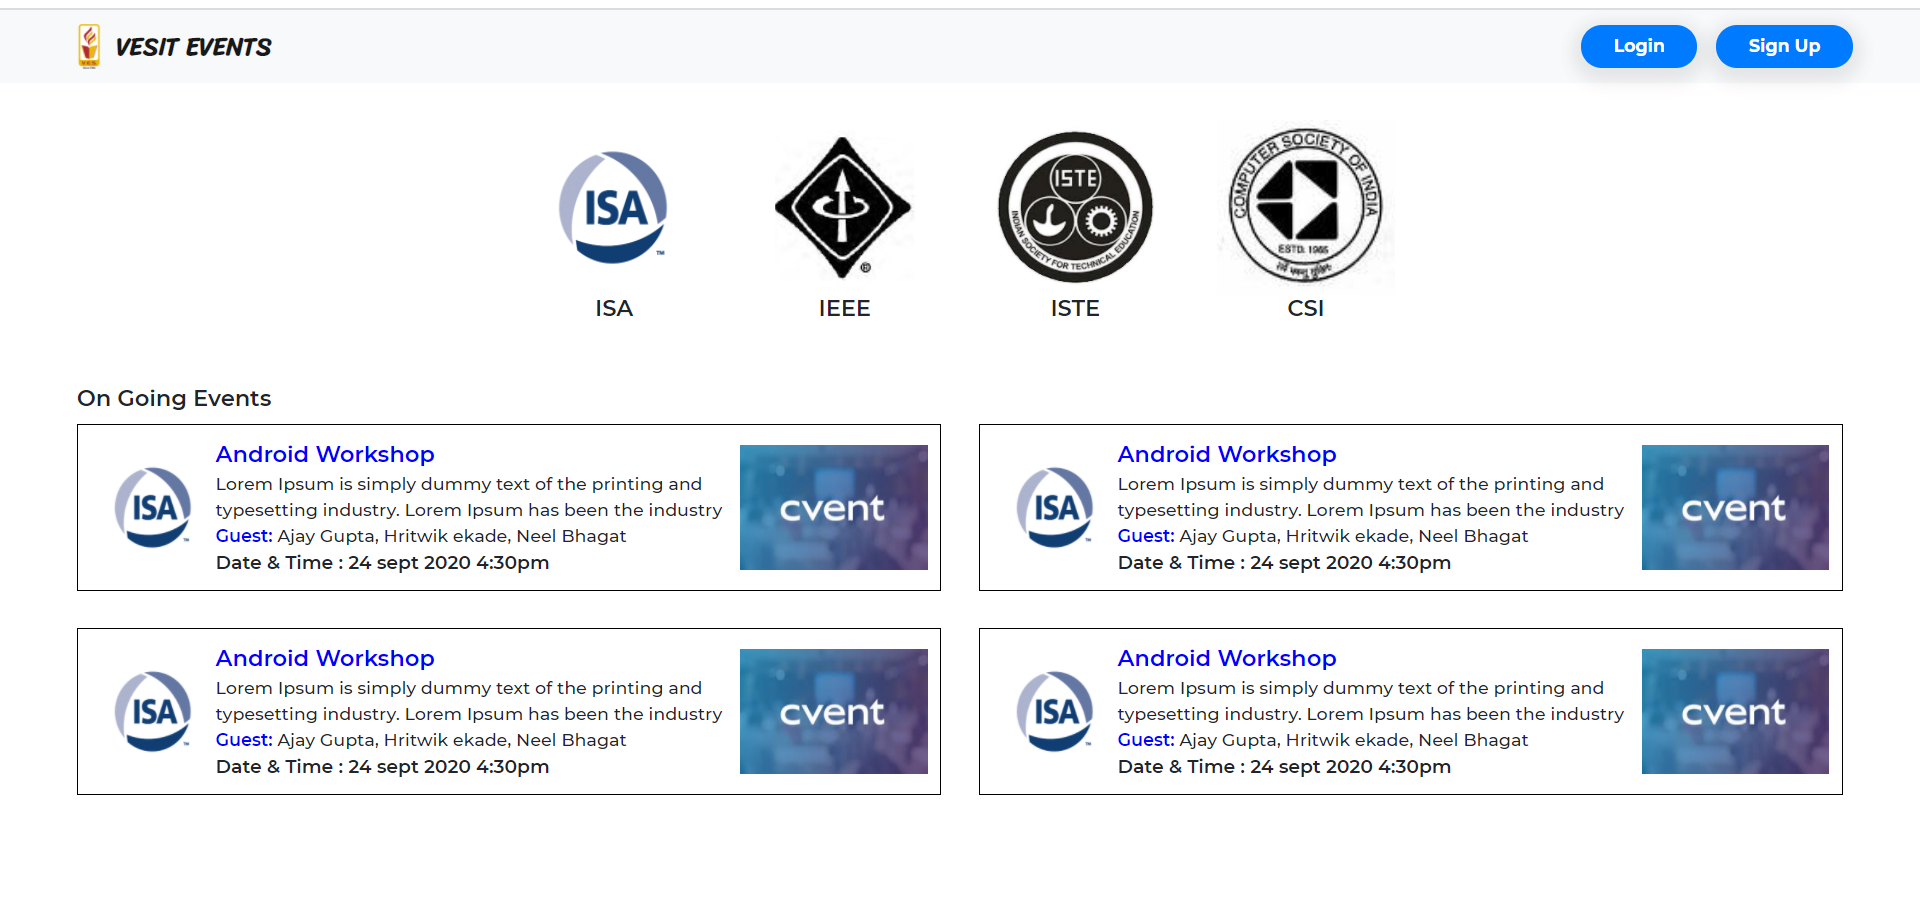 VESIT EVENTS
Login
Sign Up
ISA
™
®
ISTE
INDIAN SOCIETY FOR TECHNICAL EDUCATION
COMPUTER SOCIETY OF INDIA
ESTD. 1965
ISA
IEEE
ISTE
CSI
On Going Events
ISA
Android Workshop
Lorem Ipsum is simply dummy text of the printing and
typesetting industry. Lorem Ipsum has been the industry
Guest: Ajay Gupta, Hritwik ekade, Neel Bhagat
Date & Time : 24 sept 2020 4:30pm
cvent
ISA
Android Workshop
Lorem Ipsum is simply dummy text of the printing and
typesetting industry. Lorem Ipsum has been the industry
Guest: Ajay Gupta, Hritwik ekade, Neel Bhagat
Date & Time : 24 sept 2020 4:30pm
cvent
ISA
Android Workshop
Lorem Ipsum is simply dummy text of the printing and
typesetting industry. Lorem Ipsum has been the industry
Guest: Ajay Gupta, Hritwik ekade, Neel Bhagat
Date & Time : 24 sept 2020 4:30pm
cvent
ISA
Android Workshop
Lorem Ipsum is simply dummy text of the printing and
typesetting industry. Lorem Ipsum has been the industry
Guest: Ajay Gupta, Hritwik ekade, Neel Bhagat
Date & Time : 24 sept 2020 4:30pm
cvent